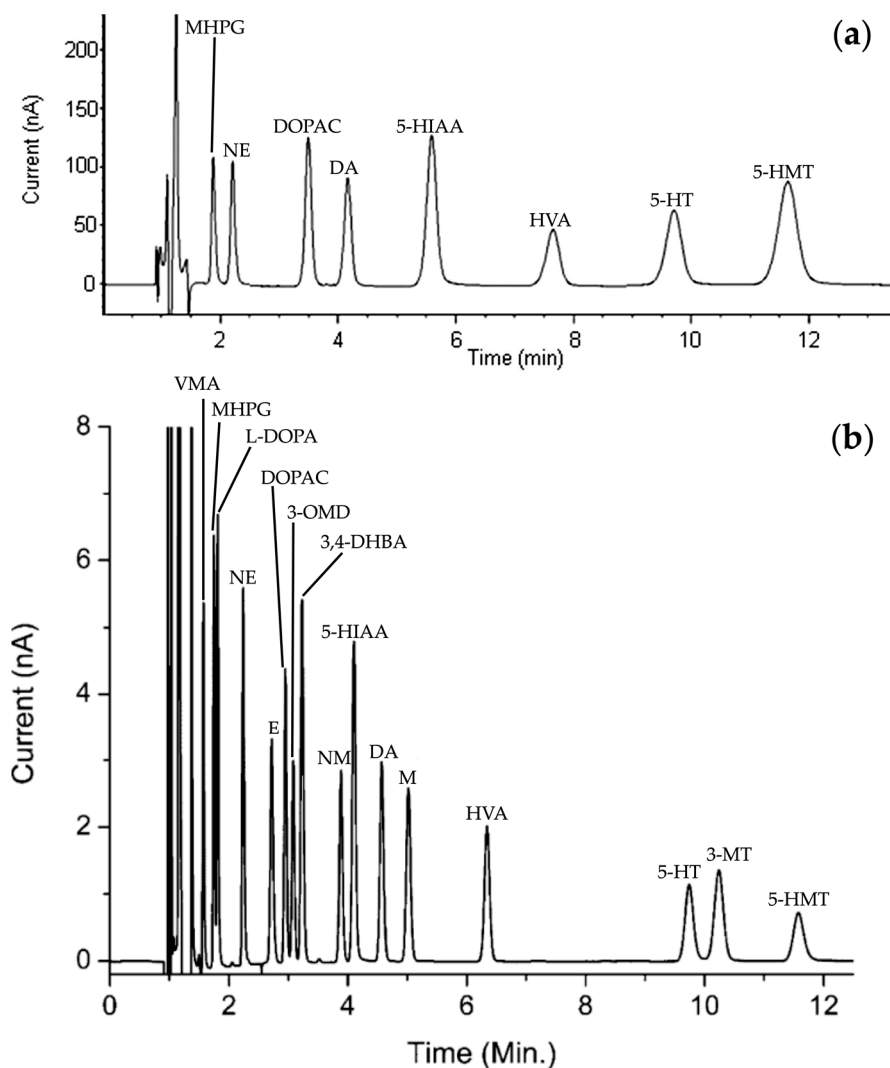 (a)
MHPG
NE
DOPAC
DA
5-HIAA
HVA
5-HT
5-HMT
Current (nA)
200
150
100
50
0
2
4
6
8
10
12
Time (min)
(b)
VMA
MHPG
L-DOPA
NE
E
DOPAC
3-OMD
3,4-DHBA
NM
5-HIAA
DA
M
HVA
5-HT
3-MT
5-HMT
Current (nA)
8
6
4
2
0
0
2
4
6
8
10
12
Time (Min.)